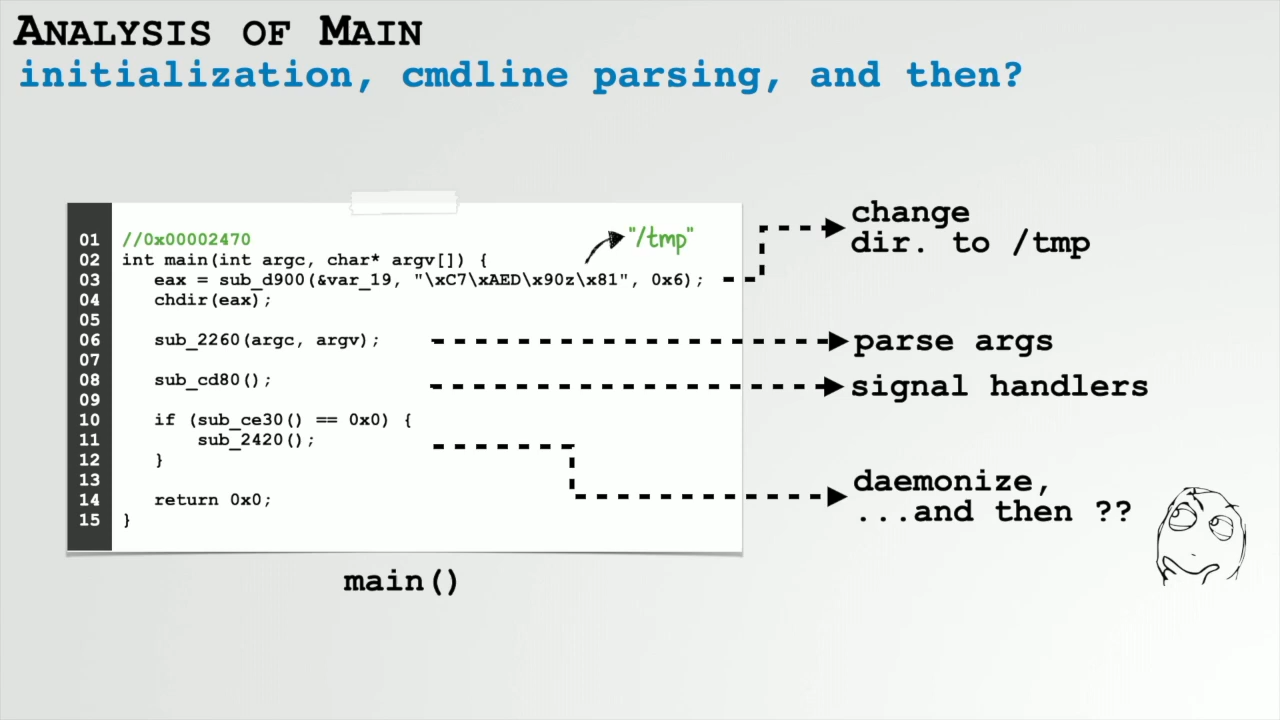 ANALYSIS OF MAIN
initialization, cmdline parsing, and then?
"/tmp"
01 //0x00002470
02 int main(int argc, char* argv[]) {
03 eax = sub_d900(&var_19, "\xC7\xAED\x90z\x81", 0x6);
04 chdir(eax);
05
06 sub_2260(argc, argv);
07
08 sub_cd80();
09
10 if (sub_ce30() == 0x0) {
11 sub_2420();
12 }
13
14 return 0x0;
15 }
main()
change
dir. to /tmp
parse args
signal handlers
daemonize,
...and then ??